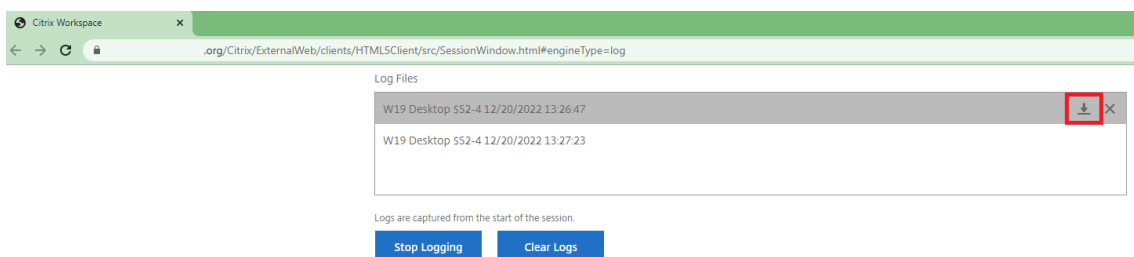 Citrix Workspace
.org/Citrix/ExternalWeb/clients/HTML5Client/src/SessionWindow.html#engineType=log
Log Files
W19 Desktop $S2-4 12/20/2022 13:26:47
W19 Desktop $S2-4 12/20/2022 13:27:23
Logs are captured from the start of the session.
Stop Logging Clear Logs